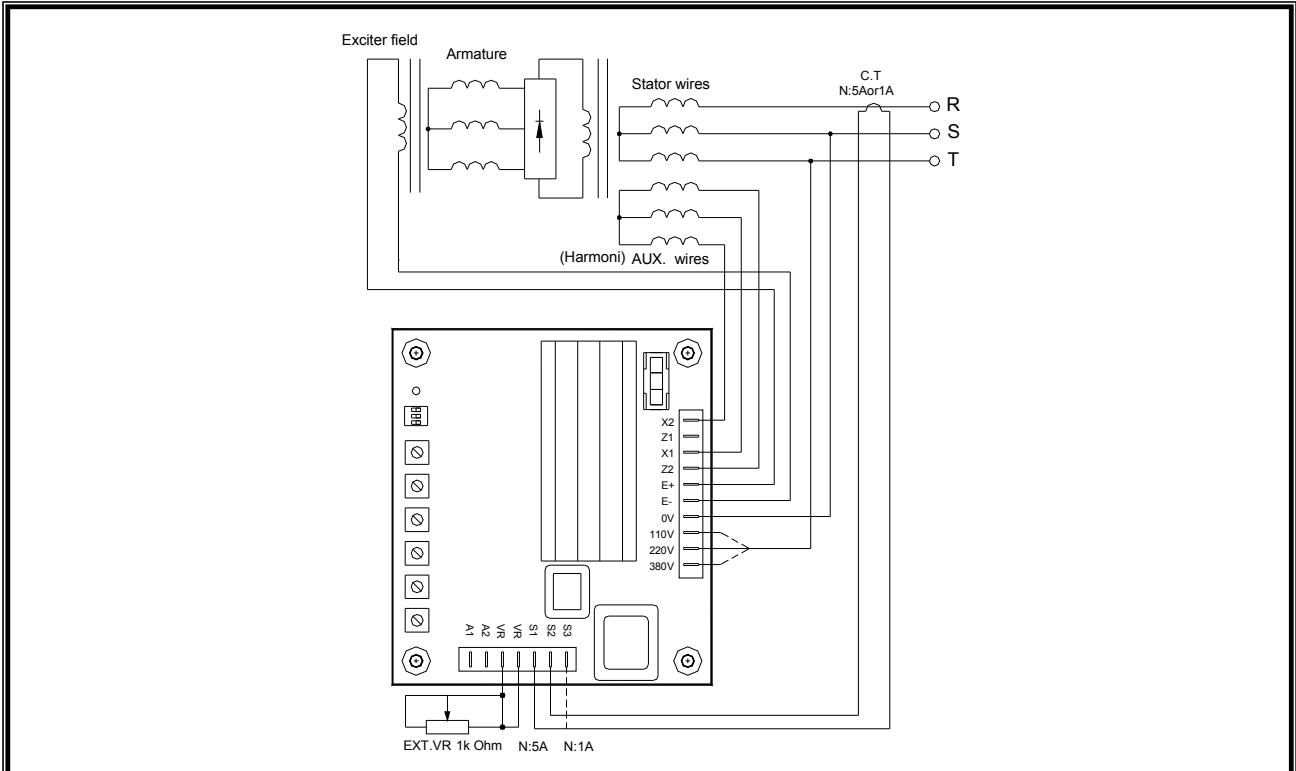 Exciter field
Armature
Stator wires
C.T
N:5Aor1A
R
S
T
(Harmoni) AUX. wires
X2
Z1
X1
Z2
E+
E-
0V
110V
220V
380V
A1 A2 VR VR S1 S2 S3
EXT.VR 1k Ohm N:5A N:1A